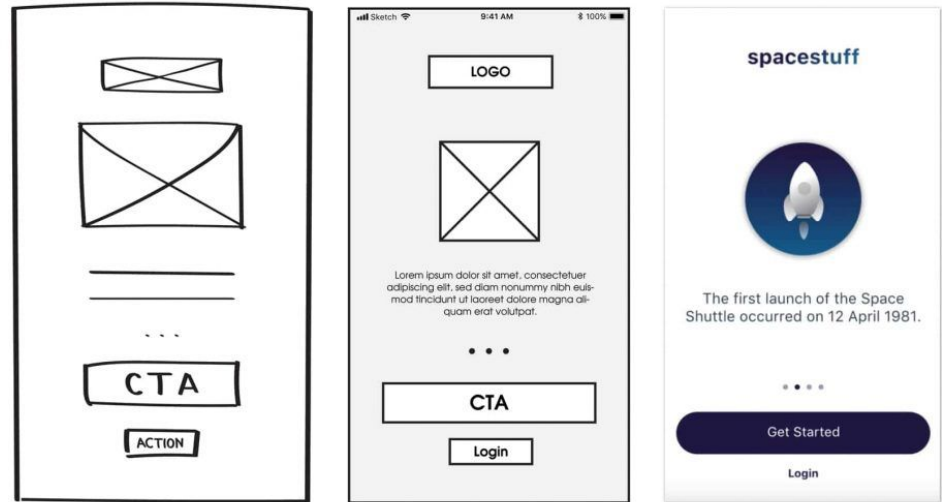 CTA
ACTION
Sketch
9:41 AM
100%
LOGO
Lorem ipsum dolor sit amet, consectetuer
adipiscing elit, sed diam nonummy nibh euis-
mod tincidunt ut laoreet dolore magna ali-
quam erat volutpat.
CTA
Login
spacestuff
The first launch of the Space
Shuttle occurred on 12 April 1981.
Get Started
Login